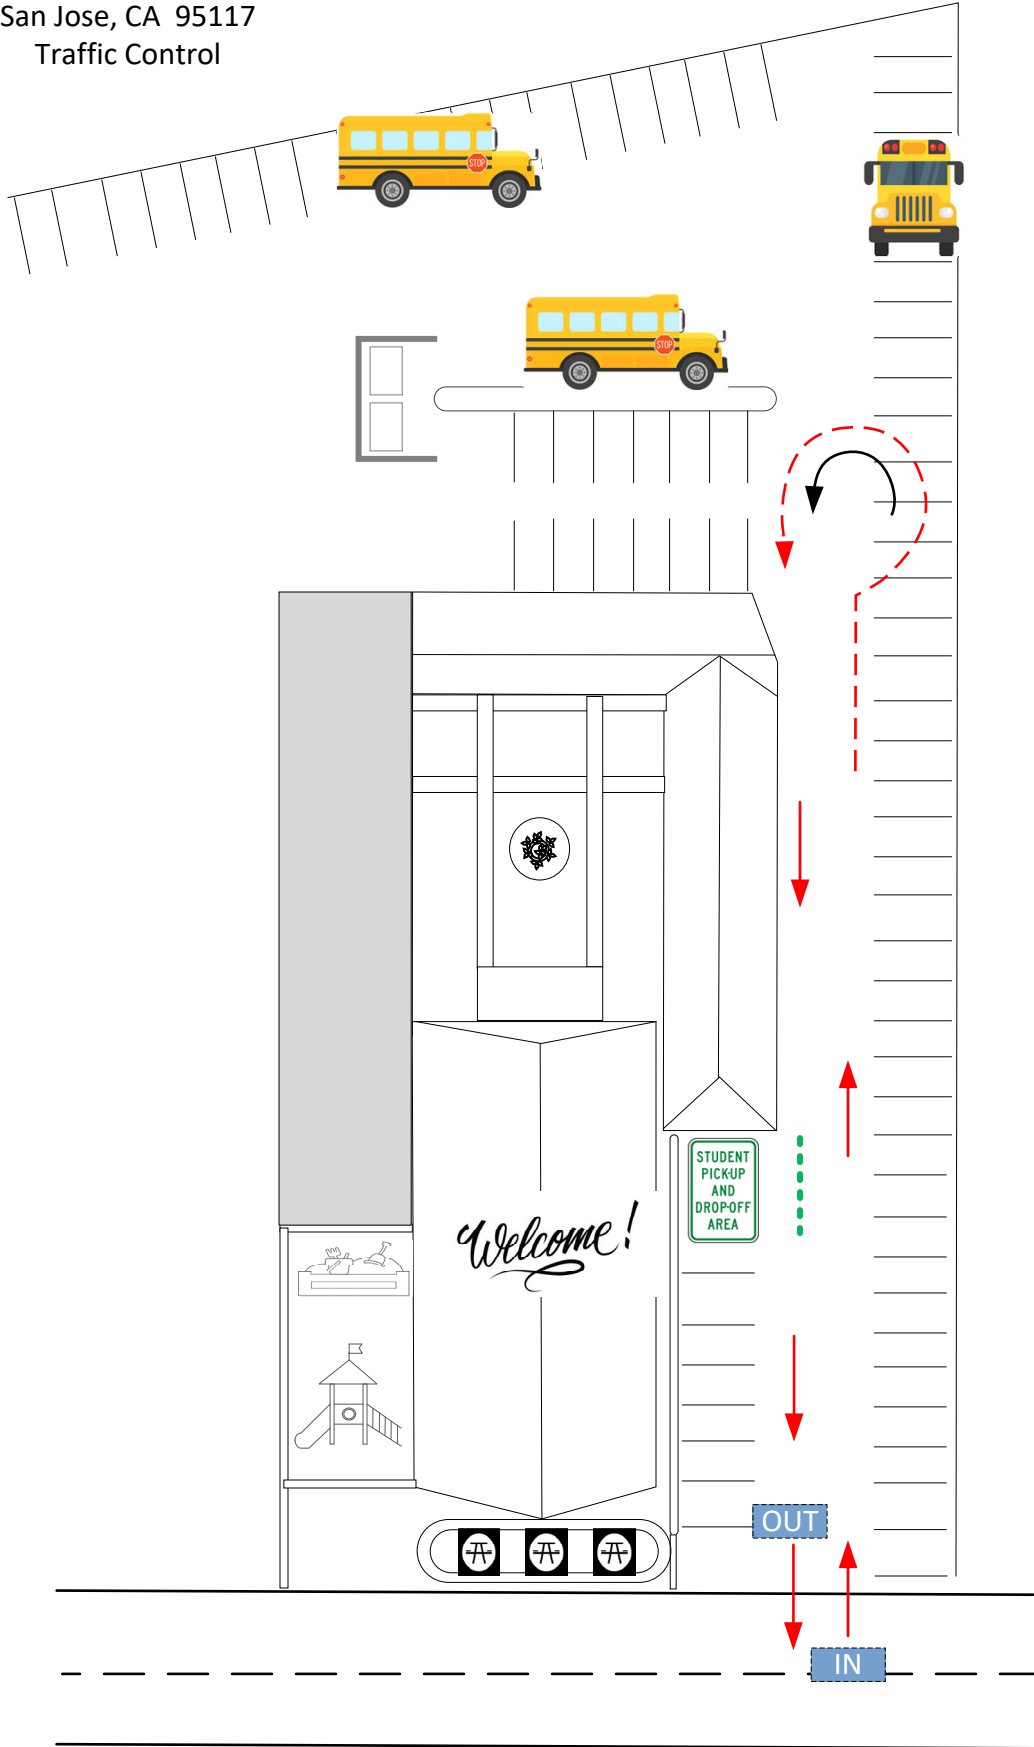 San Jose, CA 95117
Traffic Control
STOP
STOP
STUDENT
PICK-UP
AND
DROP-OFF
AREA
Welcome!
OUT
IN